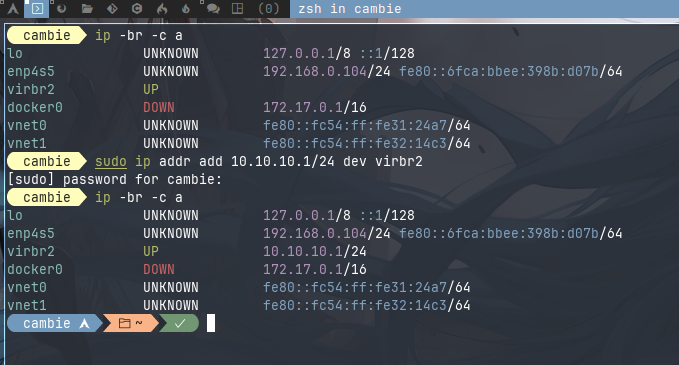 (0) zsh in cambie
cambie ip -br -c a
lo UNKNOWN 127.0.0.1/8 ::1/128
enp4s5 UNKNOWN 192.168.0.104/24 fe80::6fca:bbee:398b:d07b/64
virbr2 UP
docker0 DOWN 172.17.0.1/16
vnet0 UNKNOWN fe80::fc54:ff:fe31:24a7/64
vnet1 UNKNOWN fe80::fc54:ff:fe32:14c3/64
cambie sudo ip addr add 10.10.10.1/24 dev virbr2
[sudo] password for cambie:
cambie ip -br -c a
lo UNKNOWN 127.0.0.1/8 ::1/128
enp4s5 UNKNOWN 192.168.0.104/24 fe80::6fca:bbee:398b:d07b/64
virbr2 UP 10.10.10.1/24
docker0 DOWN 172.17.0.1/16
vnet0 UNKNOWN fe80::fc54:ff:fe31:24a7/64
vnet1 UNKNOWN fe80::fc54:ff:fe32:14c3/64
cambie ~